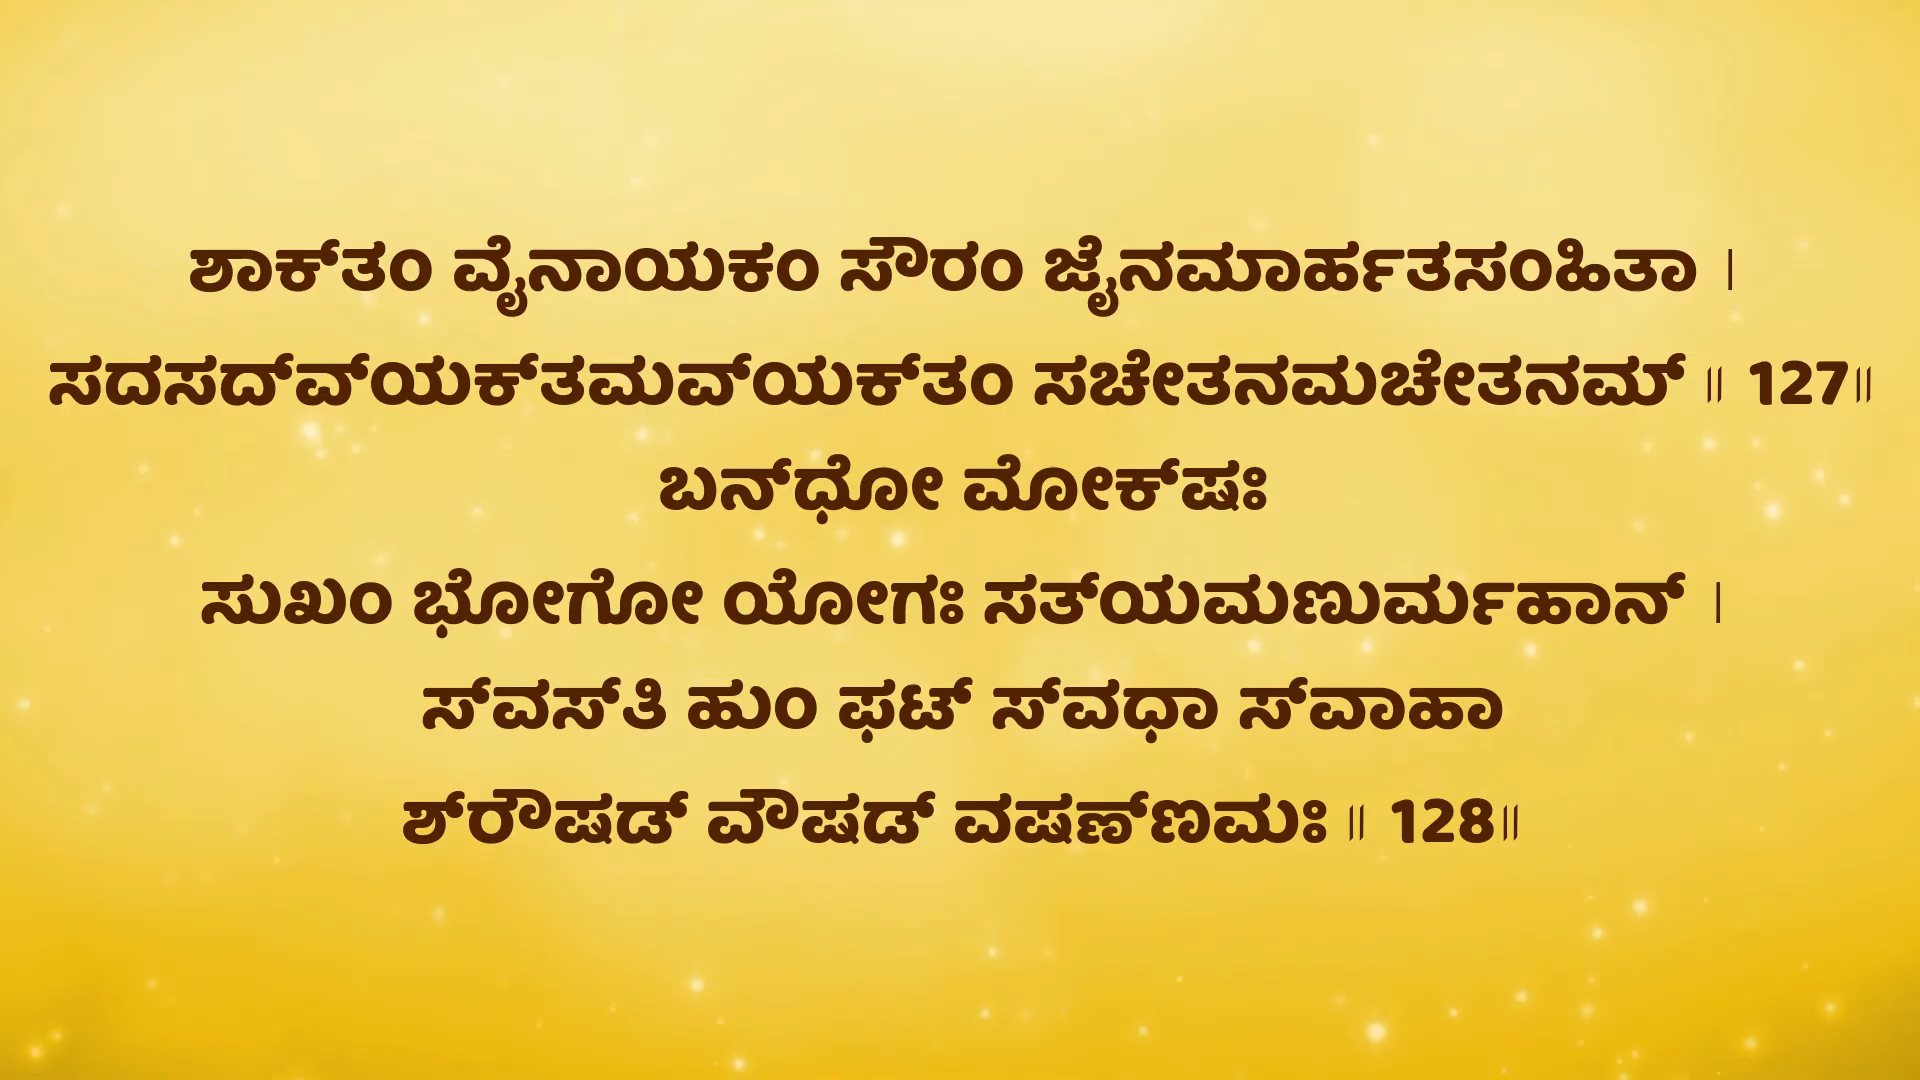 ಶಾಕ್‌ತಂ ವೈನಾಯಕಂ ಸೌರಂ ಜೈನಮಾರ್ಹತಸಂಹಿತಾ ।
ಸದಸದ್‌ವ್‌ಯಕ್‌ತಮವ್‌ಯಕ್‌ತಂ ಸಚೇತನಮಚೇತನಮ್ ॥ 127॥
ಬನ್‌ಧೋ ಮೋಕ್‌ಷಃ
ಸುಖಂ ಭೋಗೋ ಯೋಗಃ ಸತ್‌ಯಮಣುರ್ಮಹಾನ್ ।
ಸ್‌ವಸ್‌ತಿ ಹುಂ ಫಟ್ ಸ್‌ವಧಾ ಸ್‌ವಾಹಾ
ಶ್‌ರೌಷಡ್ ವೌಷಡ್ ವಷಣ್‌ಣಮಃ ॥ 128॥